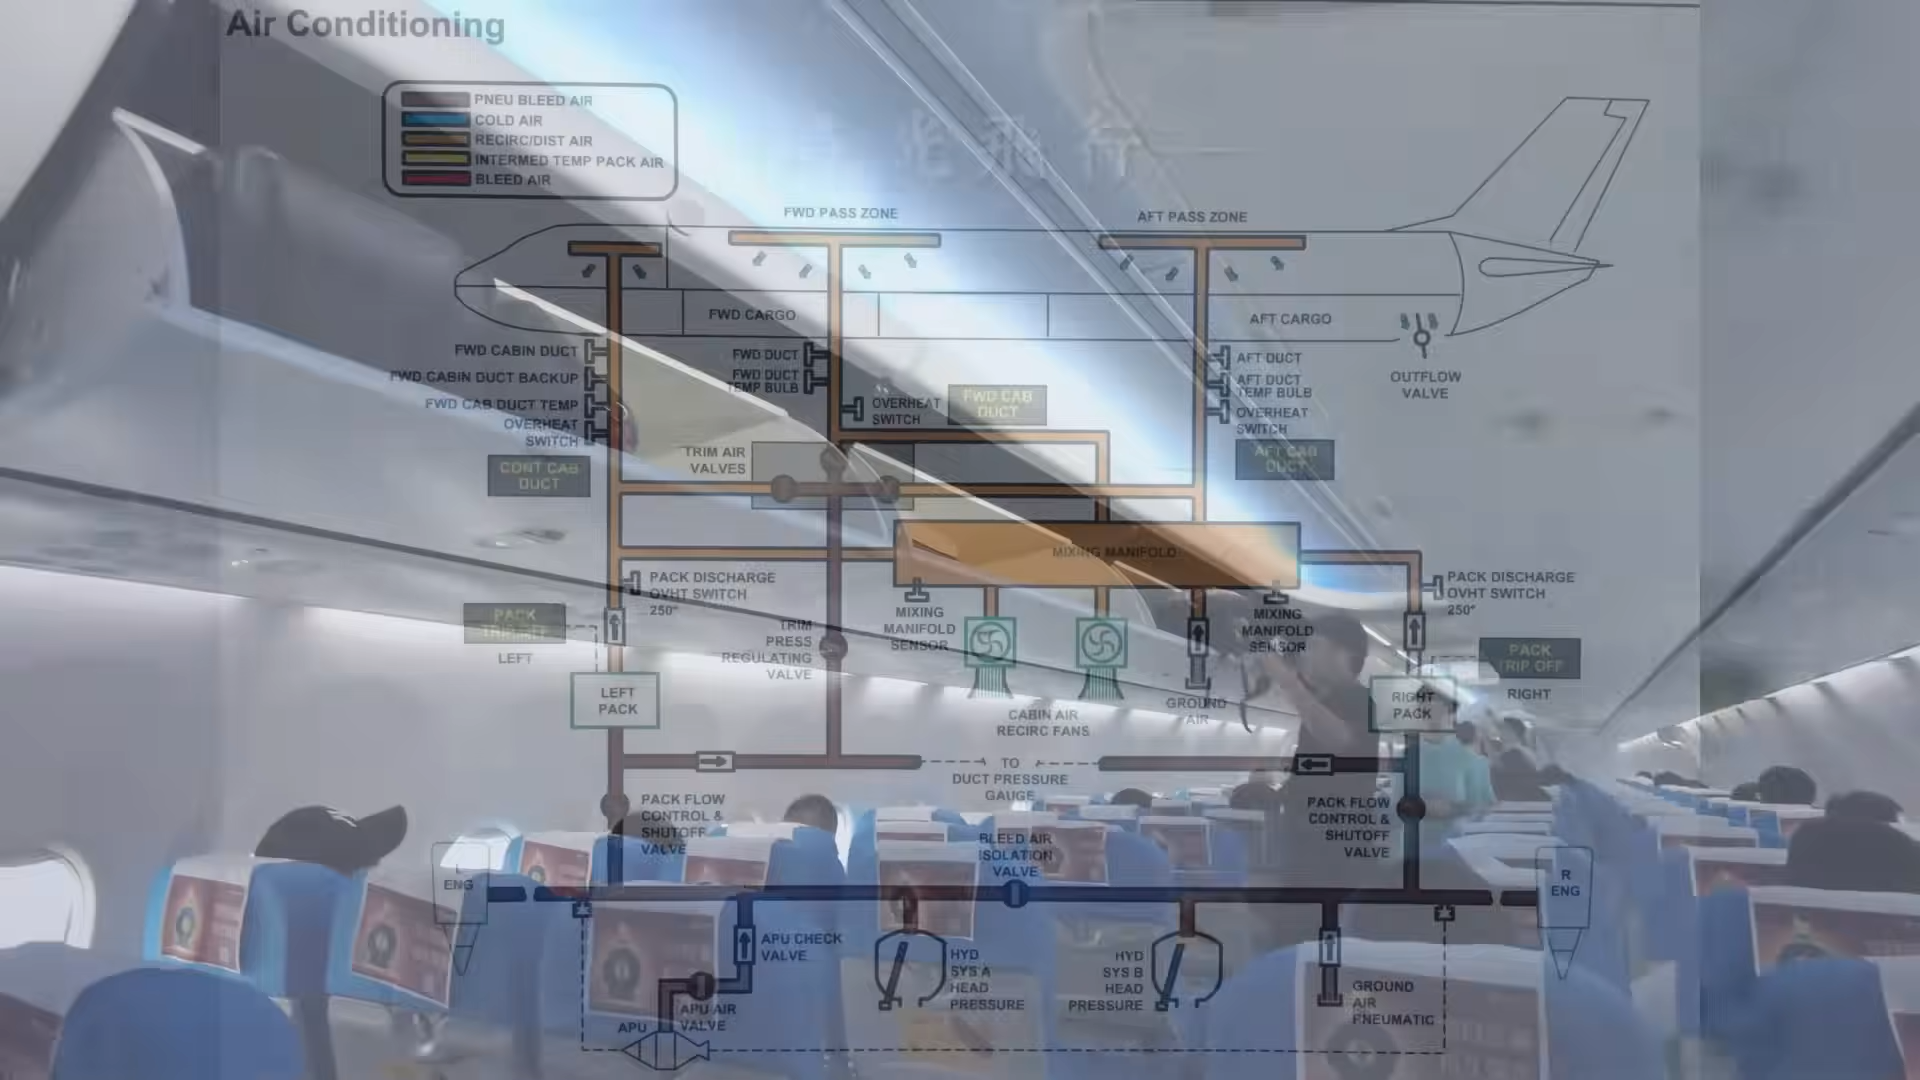 Air Conditioning
PNEU BLEED AIR
COLD AIR
RECIRC/DIST AIR
INTERMED TEMP PACK AIR
BLEED AIR
飛行
FWD PASS ZONE
AFT PASS ZONE
FWD CARGO
AFT CARGO
FWD CABIN DUCT
FWD CABIN DUCT BACKUP
FWD CAB DUCT TEMP
OVERHEAT
SWITCH
CONT CAB
DUCT
FWD DUCT
FWD DUCT
TEMP BULB
OVERHEAT
SWITCH
FWD CAB
DUCT
AFT DUCT
AFT DUCT
TEMP BULB
OVERHEAT
SWITCH
AFT CAB
DUCT
OUTFLOW
VALVE
TRIM AIR
VALVES
MIXING MANIFOLD
PACK DISCHARGE
OVHT SWITCH
250°
PACK
LEFT
LEFT
PACK
TRIM
PRESS
REGULATING
VALVE
MIXING
MANIFOLD
SENSOR
CABIN AIR
RECIRC FANS
GROUND
AIR
MIXING
MANIFOLD
SENSOR
PACK DISCHARGE
OVHT SWITCH
250°
PACK
TRIP OFF
RIGHT
RIGHT
PACK
TO
DUCT PRESSURE
GAUGE
PACK FLOW
CONTROL &
SHUTOFF
VALVE
BLEED AIR
ISOLATION
VALVE
PACK FLOW
CONTROL &
SHUTOFF
VALVE
ENG
R
ENG
APU CHECK
VALVE
APU AIR
VALVE
APU
HYD
SYS A
HEAD
PRESSURE
HYD
SYS B
HEAD
PRESSURE
GROUND
AIR
PNEUMATIC